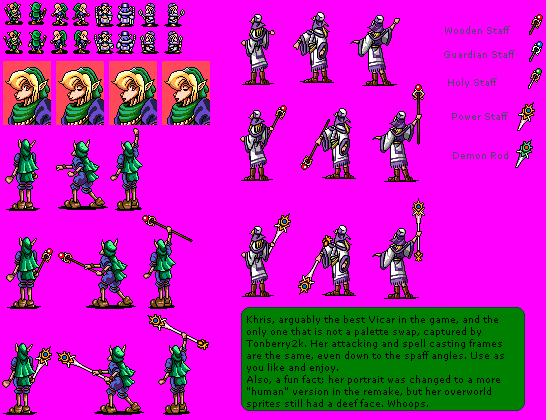 Wooden Staff
Guardian Staff
Holy Staff
Power Staff
Demon Rod
Khris, arguably the best Vicar in the game, and the
only one that is not a palette swap, captured by
Tonberry2k. Her attacking and spell casting frames
are the same, even down to the spaff angles. Use as
you like and enjoy.
Also, a fun fact; her portrait was changed to a more
"human" version in the remake, but her overworld
sprites still had a deef face. Whoops.